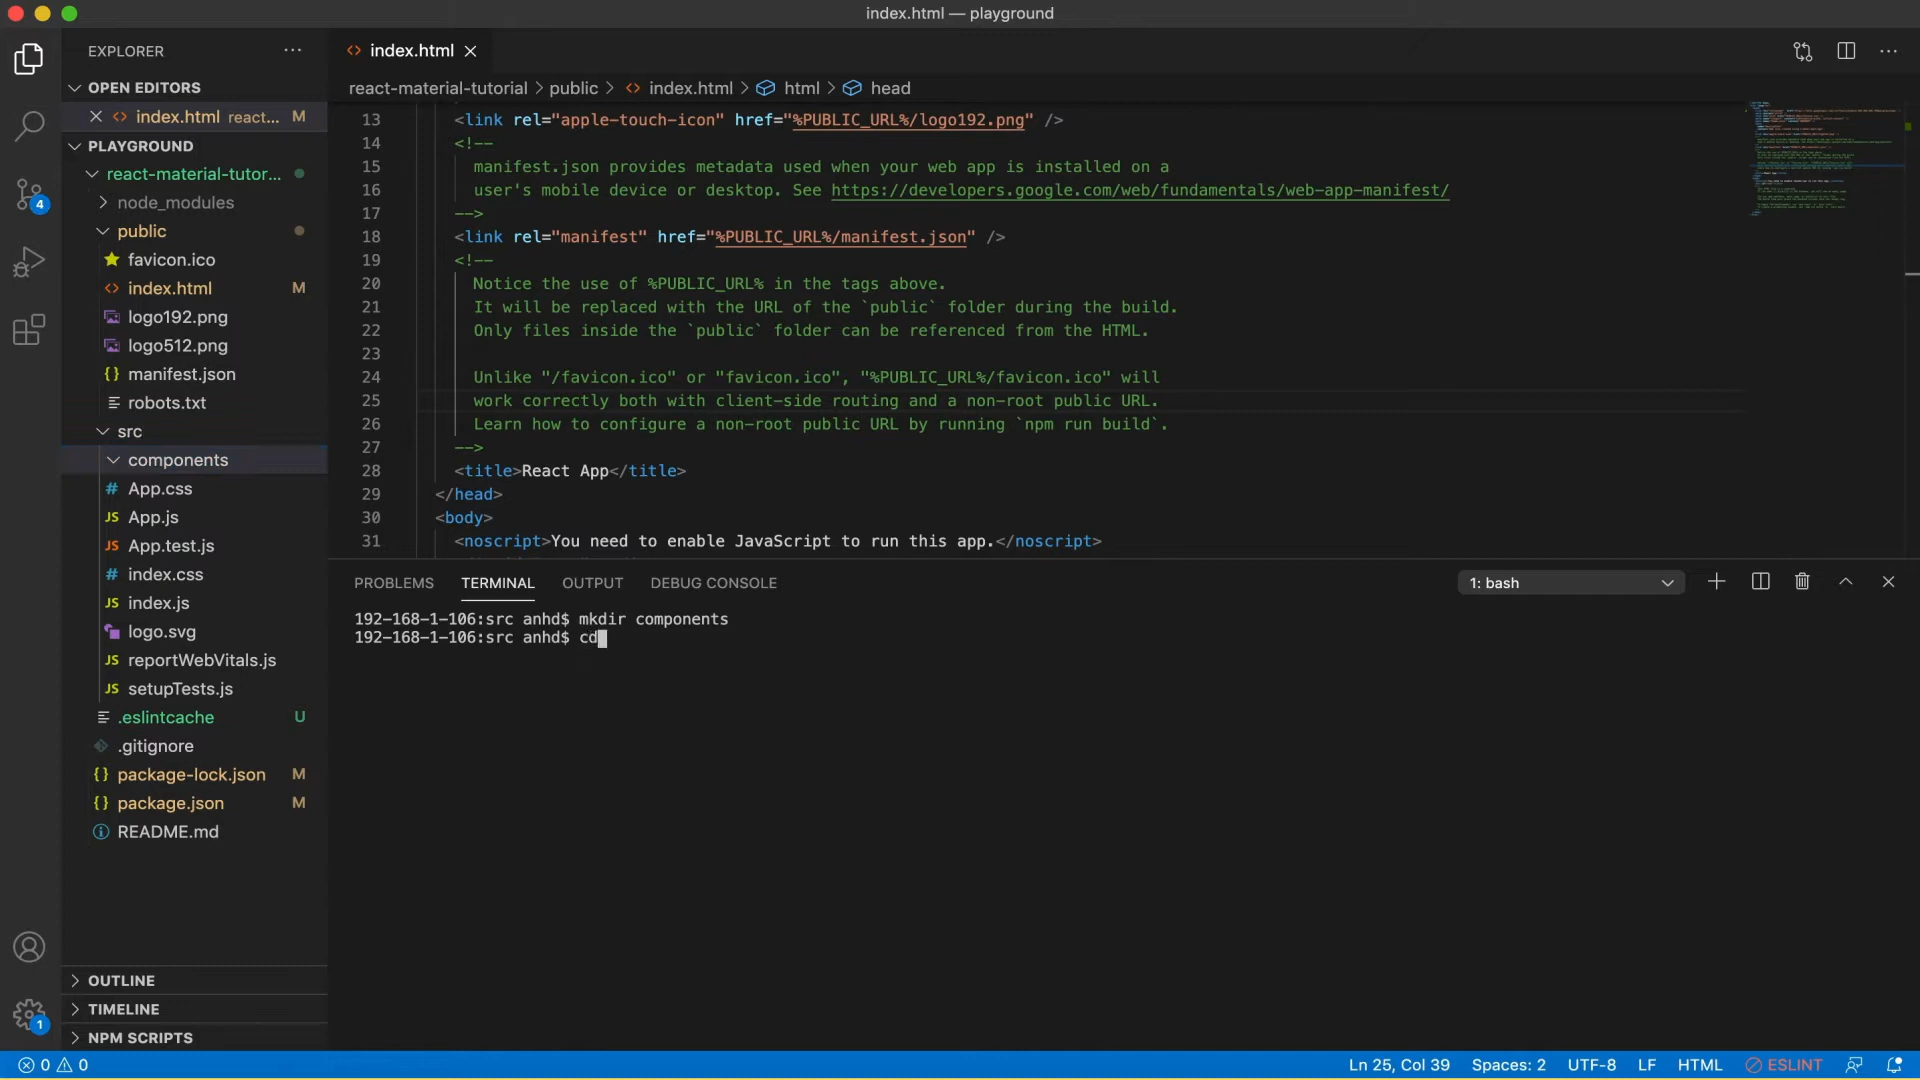 index.html — playground
EXPLORER
OPEN EDITORS
index.html react... M
PLAYGROUND
react-material-tutor...
node_modules
public
favicon.ico
index.html M
logo192.png
logo512.png
manifest.json
robots.txt
src
components
App.css
App.js
App.test.js
index.css
index.js
logo.svg
reportWebVitals.js
setupTests.js
.eslintcache U
.gitignore
package-lock.json M
package.json M
README.md
OUTLINE
TIMELINE
NPM SCRIPTS
4
1
index.html
react-material-tutorial > public > index.html > html > head
13 <link rel="apple-touch-icon" href="%PUBLIC_URL%/logo192.png" />
14 <!--
15 manifest.json provides metadata used when your web app is installed on a
16 user's mobile device or desktop. See https://developers.google.com/web/fundamentals/web-app-manifest/
17 -->
18 <link rel="manifest" href="%PUBLIC_URL%/manifest.json" />
19 <!--
20 Notice the use of %PUBLIC_URL% in the tags above.
21 It will be replaced with the URL of the `public` folder during the build.
22 Only files inside the `public` folder can be referenced from the HTML.
23
24 Unlike "/favicon.ico" or "favicon.ico", "%PUBLIC_URL%/favicon.ico" will
25 work correctly both with client-side routing and a non-root public URL.
26 Learn how to configure a non-root public URL by running `npm run build`.
27 -->
28 <title>React App</title>
29 </head>
30 <body>
31 <noscript>You need to enable JavaScript to run this app.</noscript>
PROBLEMS TERMINAL OUTPUT DEBUG CONSOLE 1: bash
192-168-1-106:src anhd$ mkdir components
192-168-1-106:src anhd$ cd
0 0 Ln 25, Col 39 Spaces: 2 UTF-8 LF HTML ESLINT